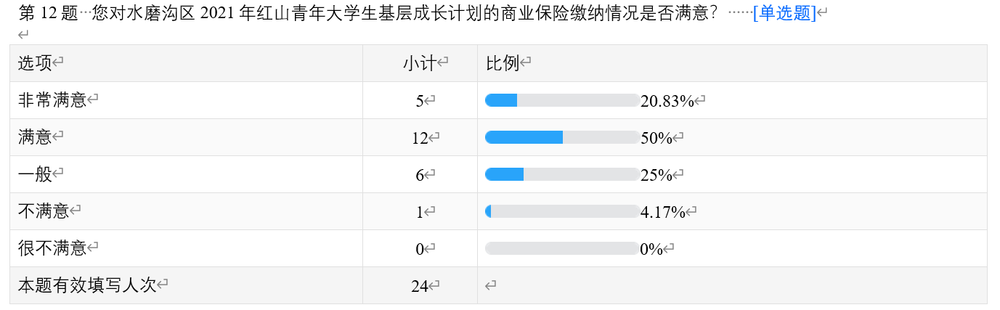 第 12 题 您对水磨沟区 2021 年红山青年大学生基层成长计划的商业保险缴纳情况是否满意？ [单选题]
选项 小计 比例
非常满意 5 20.83%
满意 12 50%
一般 6 25%
不满意 1 4.17%
很不满意 0 0%
本题有效填写人次 24